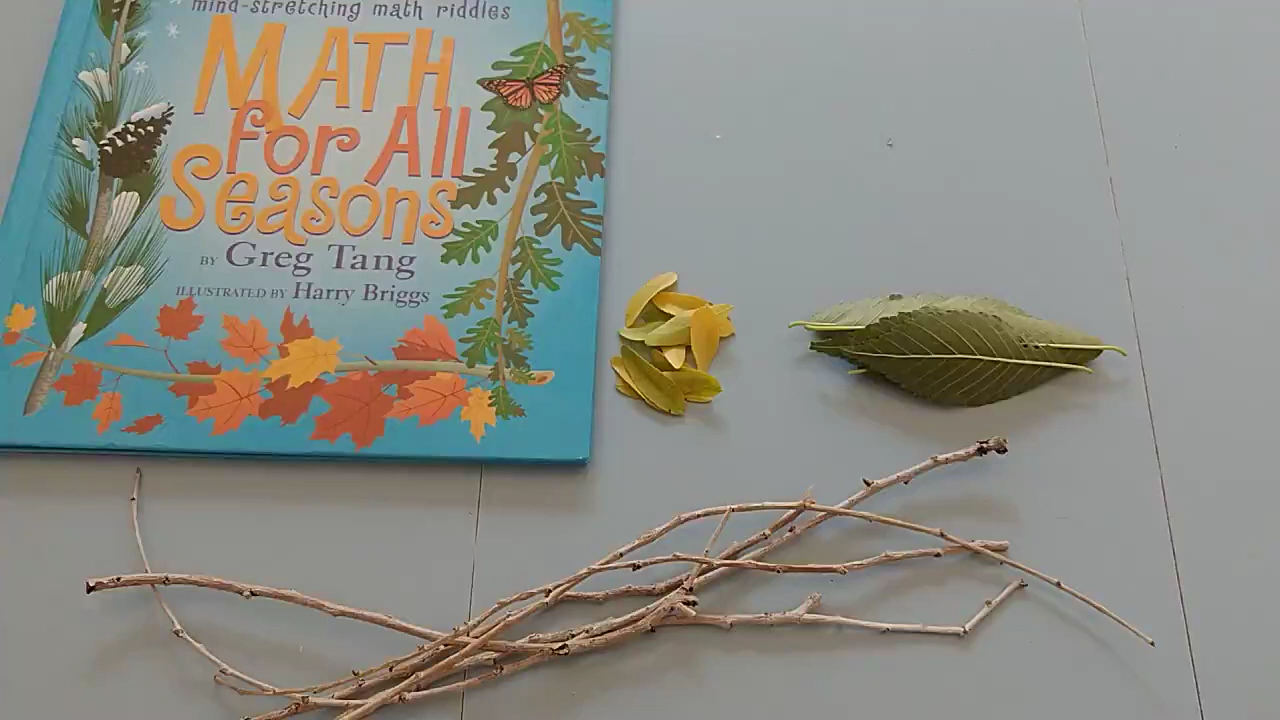 mind-stretching math riddles
MATH
for All
Seasons
BY Greg Tang
ILLUSTRATED BY Harry Briggs